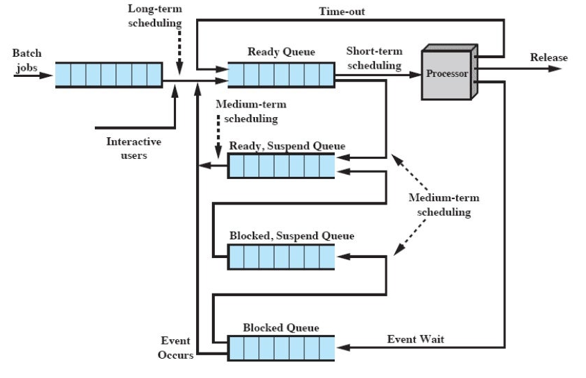 Long-term
scheduling
Time-out
Batch
jobs
Ready Queue
Short-term
scheduling
Processor
Release
Medium-term
scheduling
Interactive
users
Ready, Suspend Queue
Medium-term
scheduling
Blocked, Suspend Queue
Blocked Queue
Event
Occurs
Event Wait